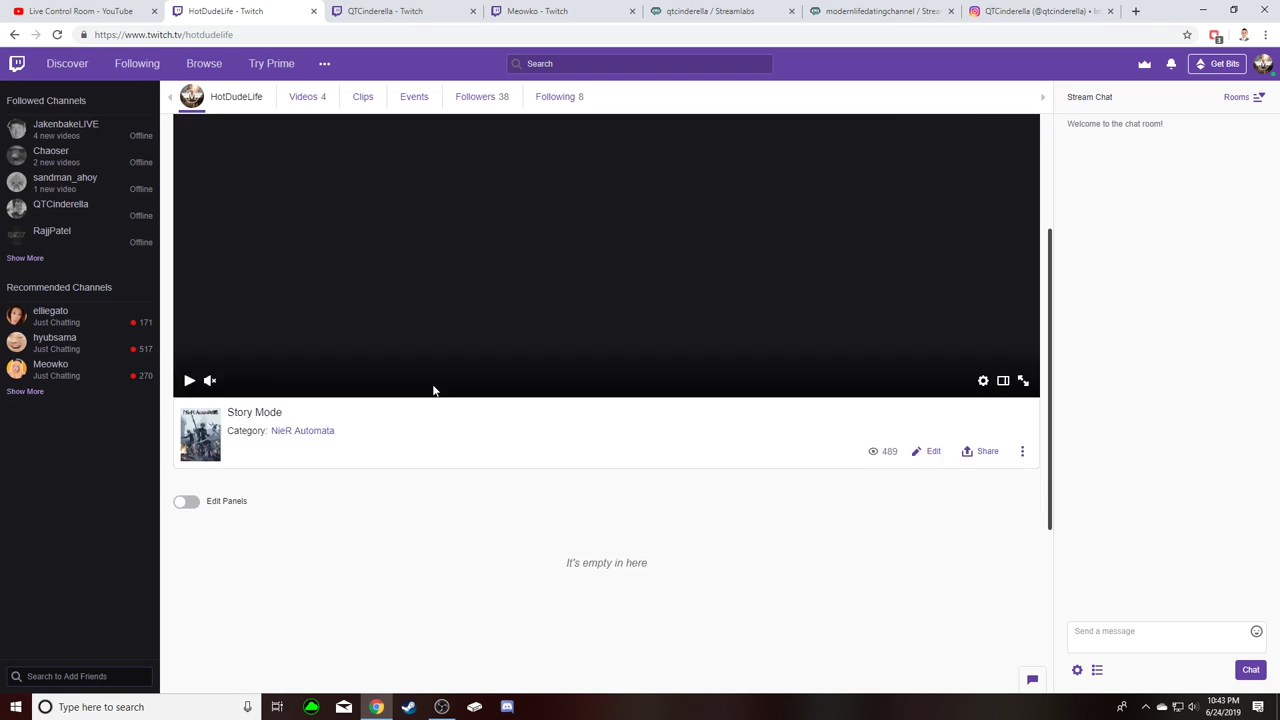 Live Control Room - YouTube
HotDudeLife - Twitch
QTCinderella - Twitch
Meowko - Twitch
qtcinderella / Streamlabs
modernlifedatingchannel / Stream
QTCinderella (@qtcinderella) • In
https://www.twitch.tv/hotdudelife
3
Discover
Following
Browse
Try Prime
Search
Get Bits
Followed Channels
JakenbakeLIVE
4 new videos
Offline
Chaoser
2 new videos
Offline
sandman_ahoy
1 new video
Offline
QTCinderella
Offline
RajjPatel
Offline
Show More
Recommended Channels
elliegato
Just Chatting
171
hyubsama
Just Chatting
517
Meowko
Just Chatting
270
Show More
Search to Add Friends
HotDudeLife
Videos 4
Clips
Events
Followers 38
Following 8
NieR:Automata
Story Mode
Category: NieR Automata
489
Edit
Share
Edit Panels
It's empty in here
Stream Chat
Rooms
Welcome to the chat room!
Send a message
Chat
Type here to search
10:43 PM
6/24/2019